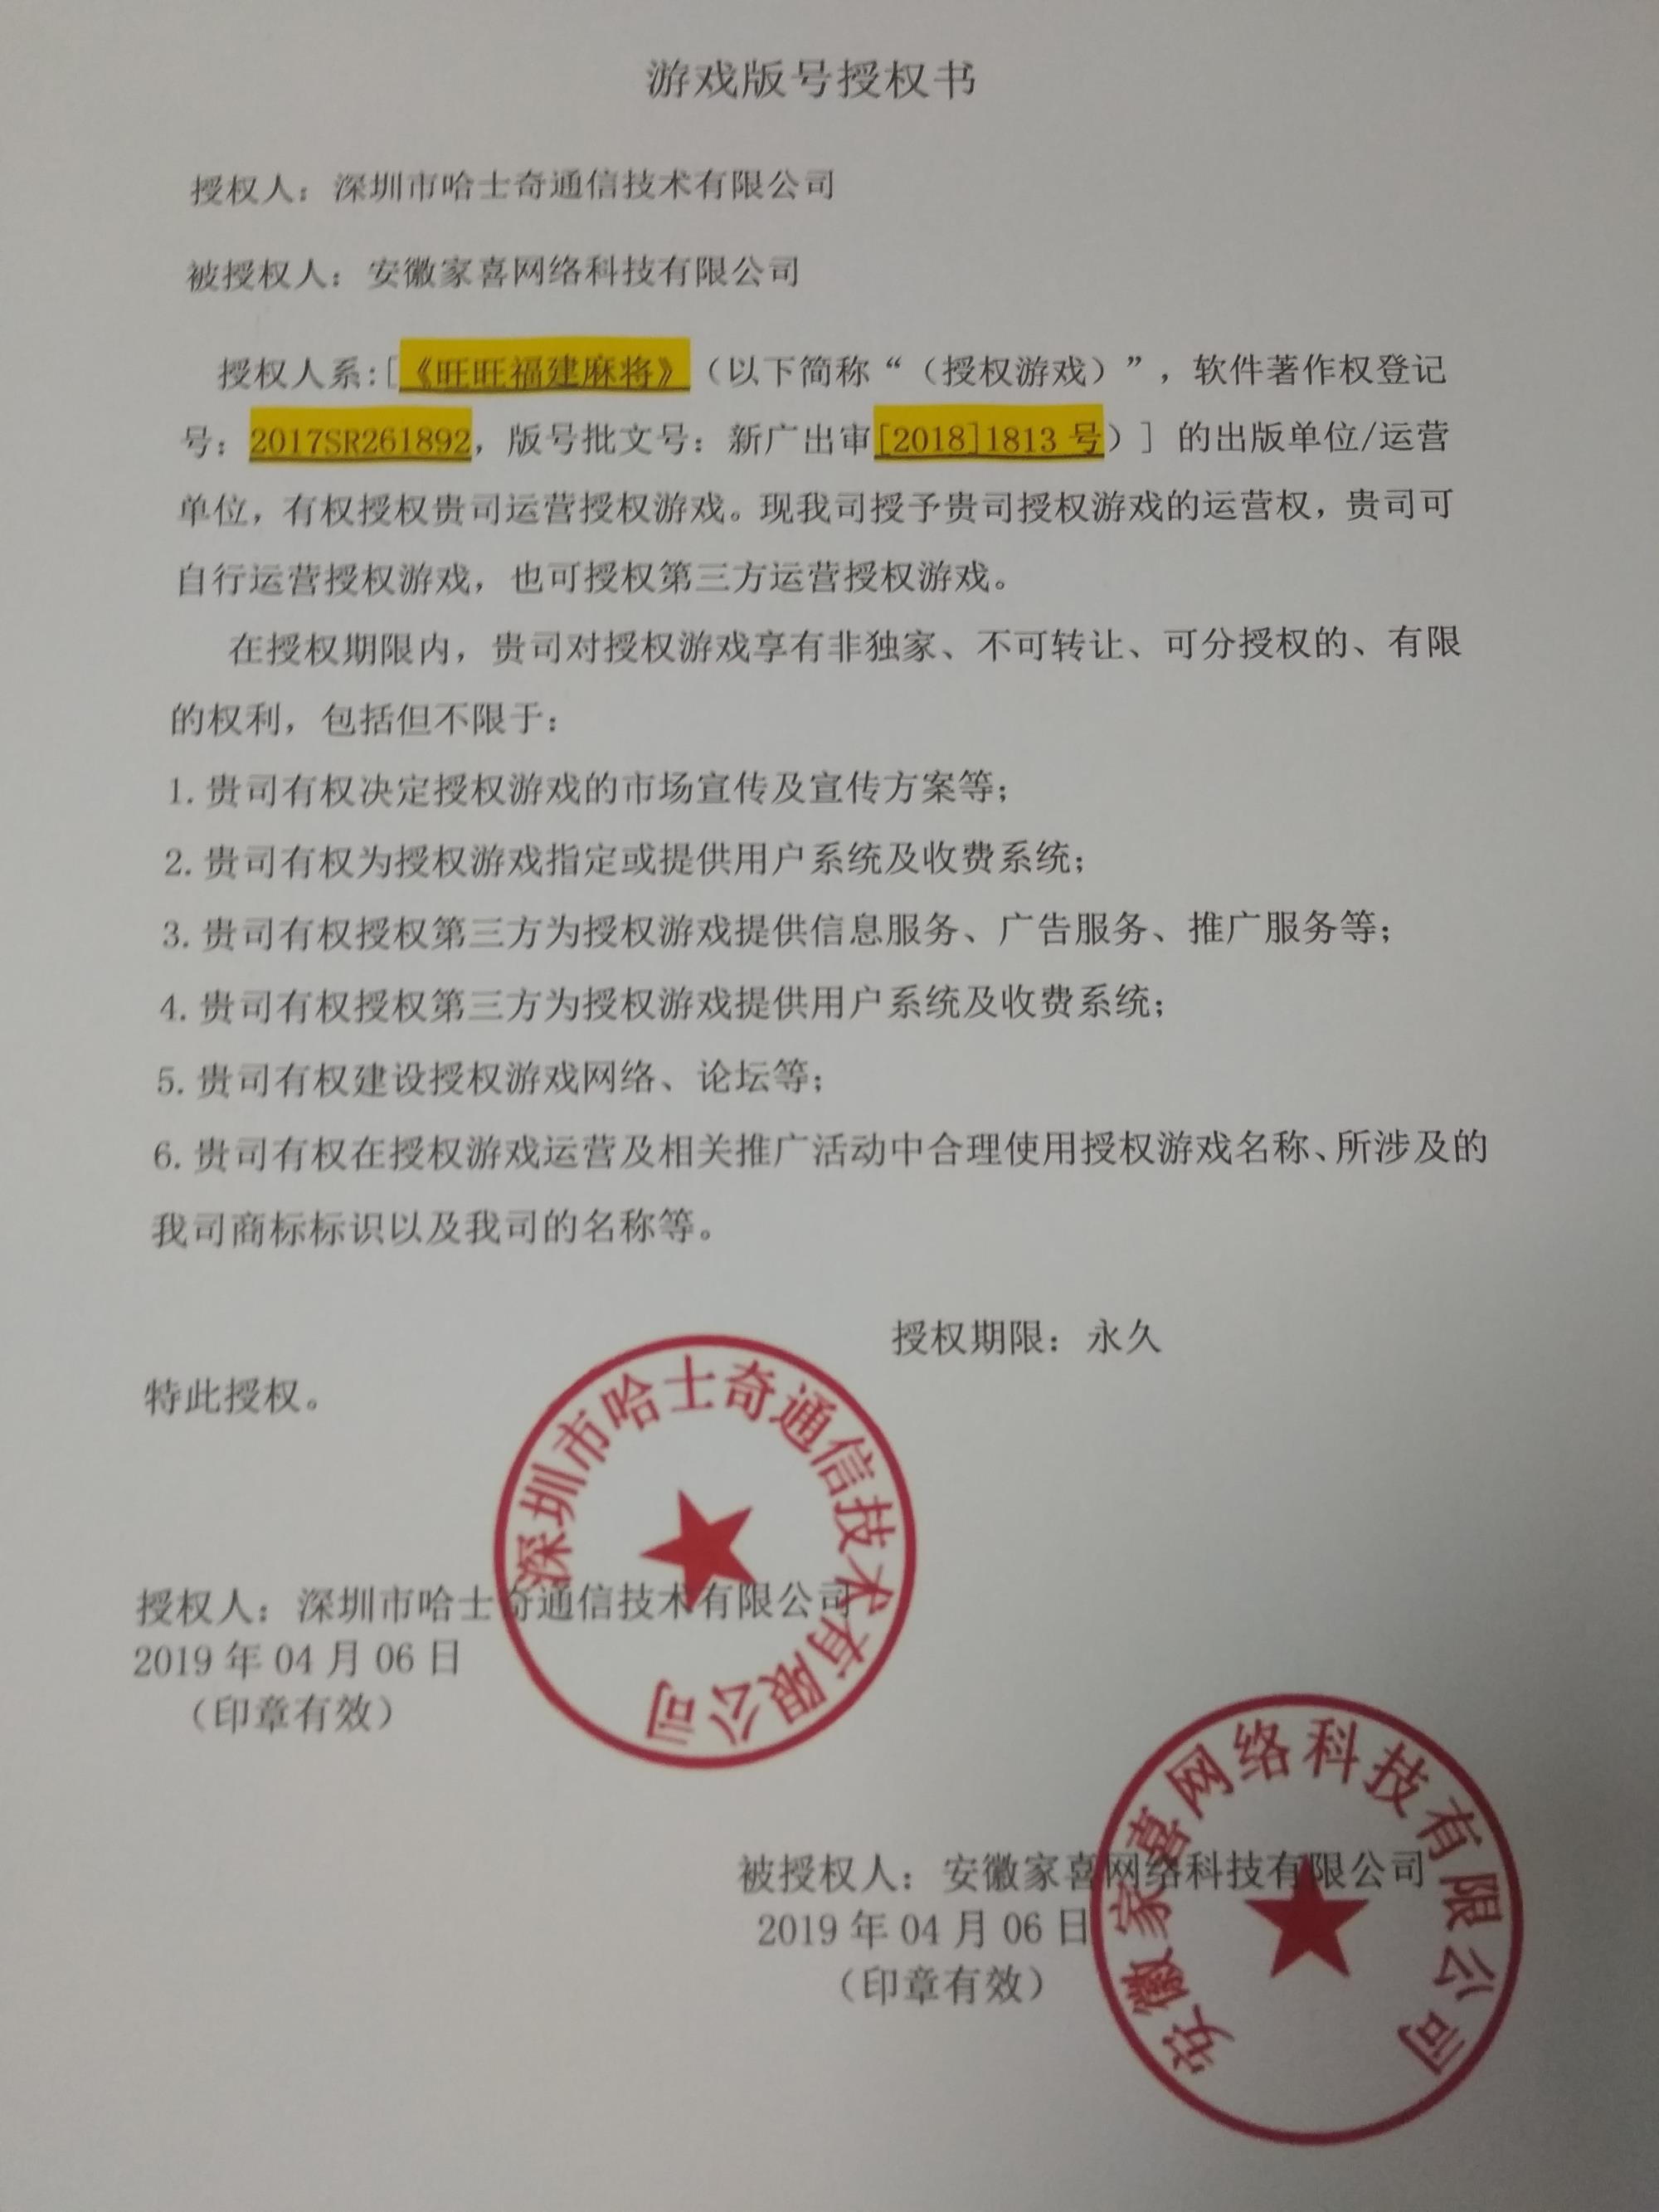 游戏版号授权书
授权人：深圳市哈士奇通信技术有限公司
被授权人：安徽家喜网络科技有限公司
授权人系:[《旺旺福建麻将》（以下简称“（授权游戏）”，软件著作权登记
号：2017SR261892，版号批文号：新广出审[2018]1813 号）] 的出版单位/运营
单位，有权授权贵司运营授权游戏。现我司授予贵司授权游戏的运营权，贵司可
自行运营授权游戏，也可授权第三方运营授权游戏。
在授权期限内，贵司对授权游戏享有非独家、不可转让、可分授权的、有限
的权利，包括但不限于：
1. 贵司有权决定授权游戏的市场宣传及宣传方案等；
2. 贵司有权为授权游戏指定或提供用户系统及收费系统；
3. 贵司有权授权第三方为授权游戏提供信息服务、广告服务、推广服务等；
4. 贵司有权授权第三方为授权游戏提供用户系统及收费系统；
5. 贵司有权建设授权游戏网络、论坛等；
6. 贵司有权在授权游戏运营及相关推广活动中合理使用授权游戏名称、所涉及的
我司商标标识以及我司的名称等。
授权期限：永久
特此授权。
深圳市哈士奇通信技术有限公司
授权人：深圳市哈士奇通信技术有限公司
2019 年 04 月 06 日
（印章有效）
安徽家喜网络科技有限公司
被授权人：安徽家喜网络科技有限公司
2019 年 04 月 06 日
（印章有效）